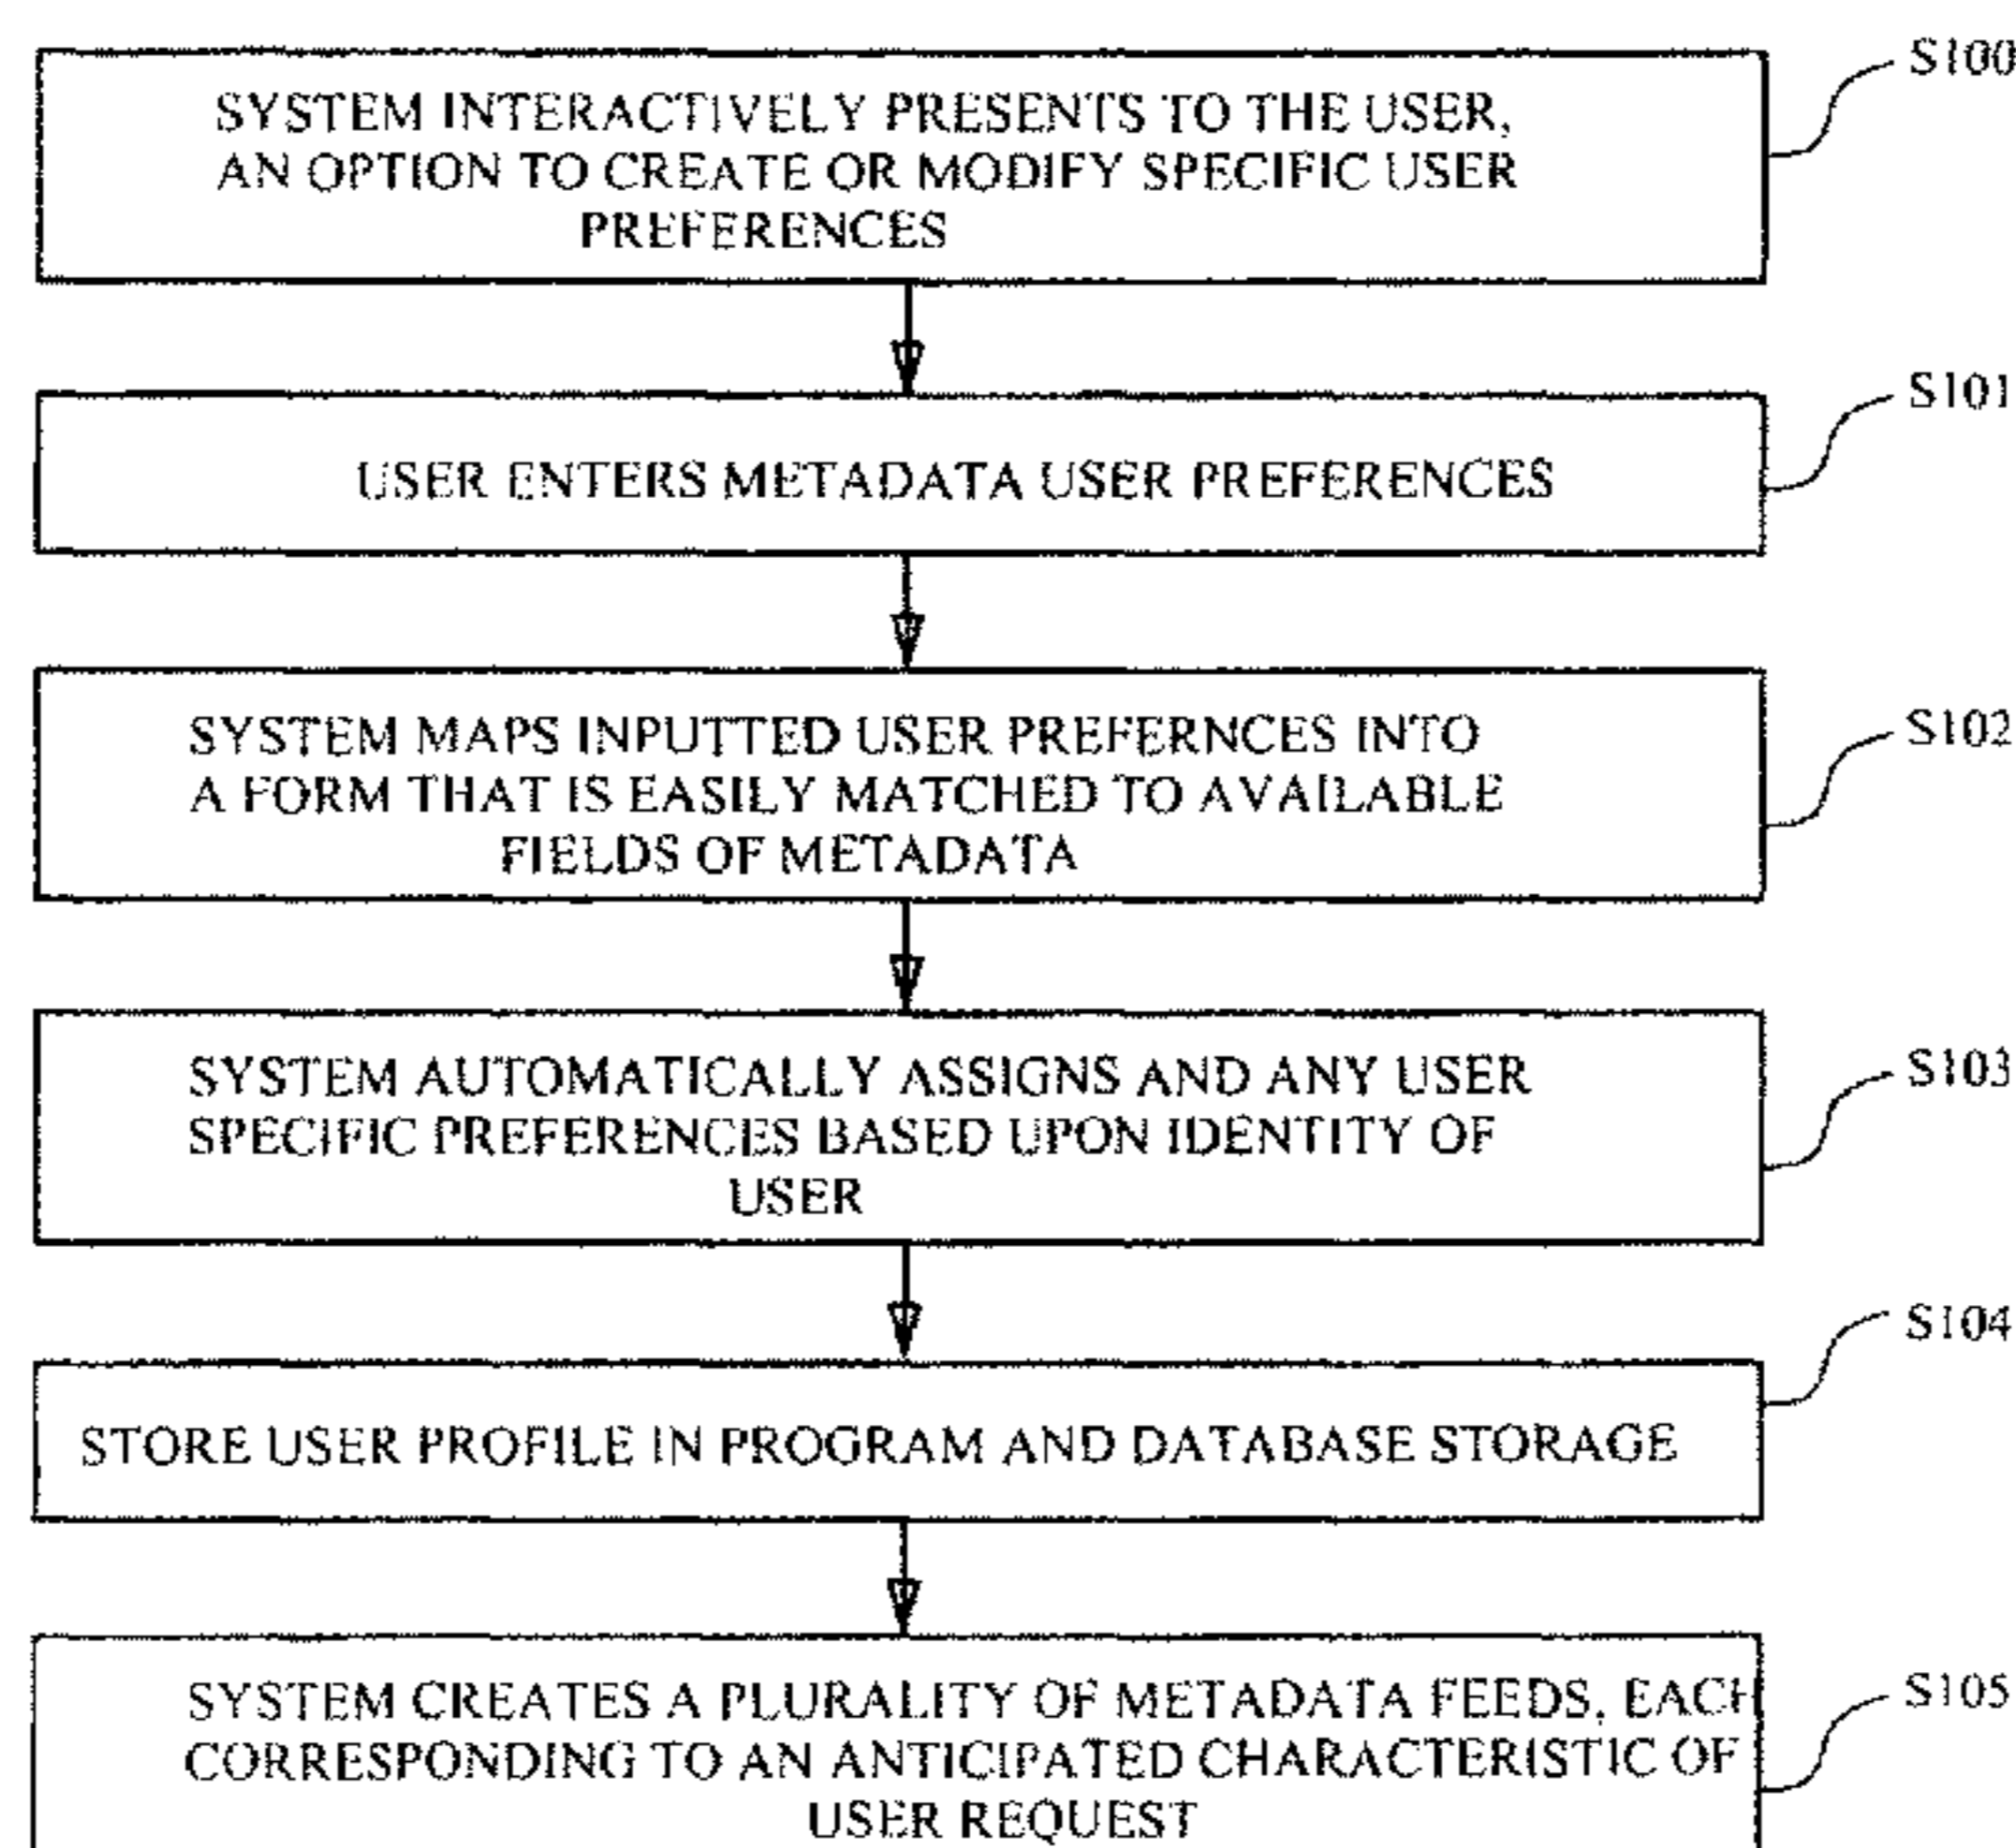 S100
SYSTEM INTERACTIVELY PRESENTS TO THE USER,
AN OPTION TO CREATE OR MODIFY SPECIFIC USER
PREFERENCES
S101
USER ENTERS METADATA USER PREFERENCES
S102
SYSTEM MAPS INPUTTED USER PREFERNCES INTO
A FORM THAT IS EASILY MATCHED TO AVAILABLE
FIELDS OF METADATA
S103
SYSTEM AUTOMATICALLY ASSIGNS AND ANY USER
SPECIFIC PREFERENCES BASED UPON IDENTITY OF
USER
S104
STORE USER PROFILE IN PROGRAM AND DATABASE STORAGE
S105
SYSTEM CREATES A PLURALITY OF METADATA FEEDS, EACH
CORRESPONDING TO AN ANTICIPATED CHARACTERISTIC OF
USER REQUEST